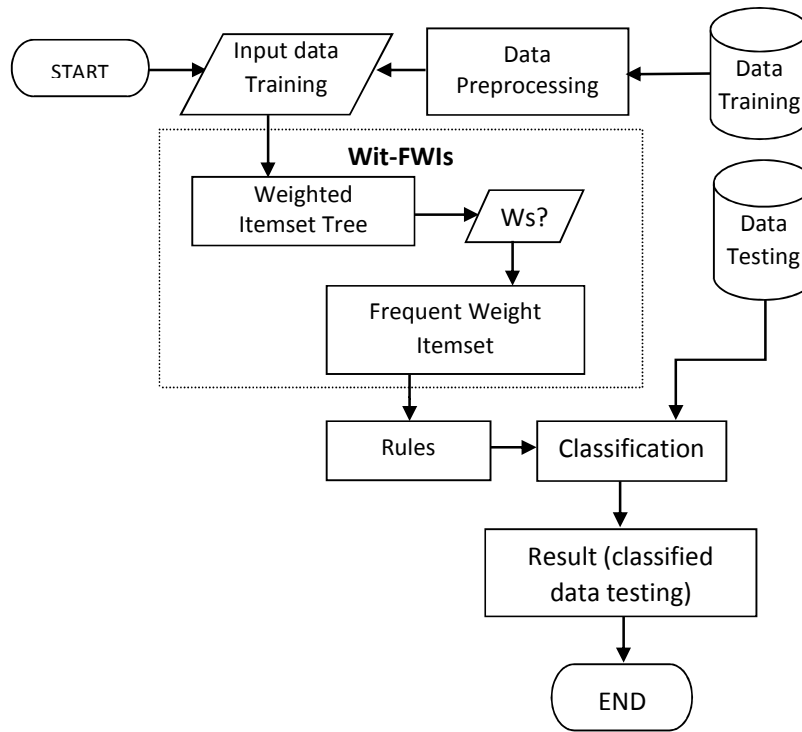 START
Input data
Training
Data
Preprocessing
Data
Training
Wit-FWIs
Weighted
Itemset Tree
Ws?
Data
Testing
Frequent Weight
Itemset
Rules
Classification
Result (classified
data testing)
END